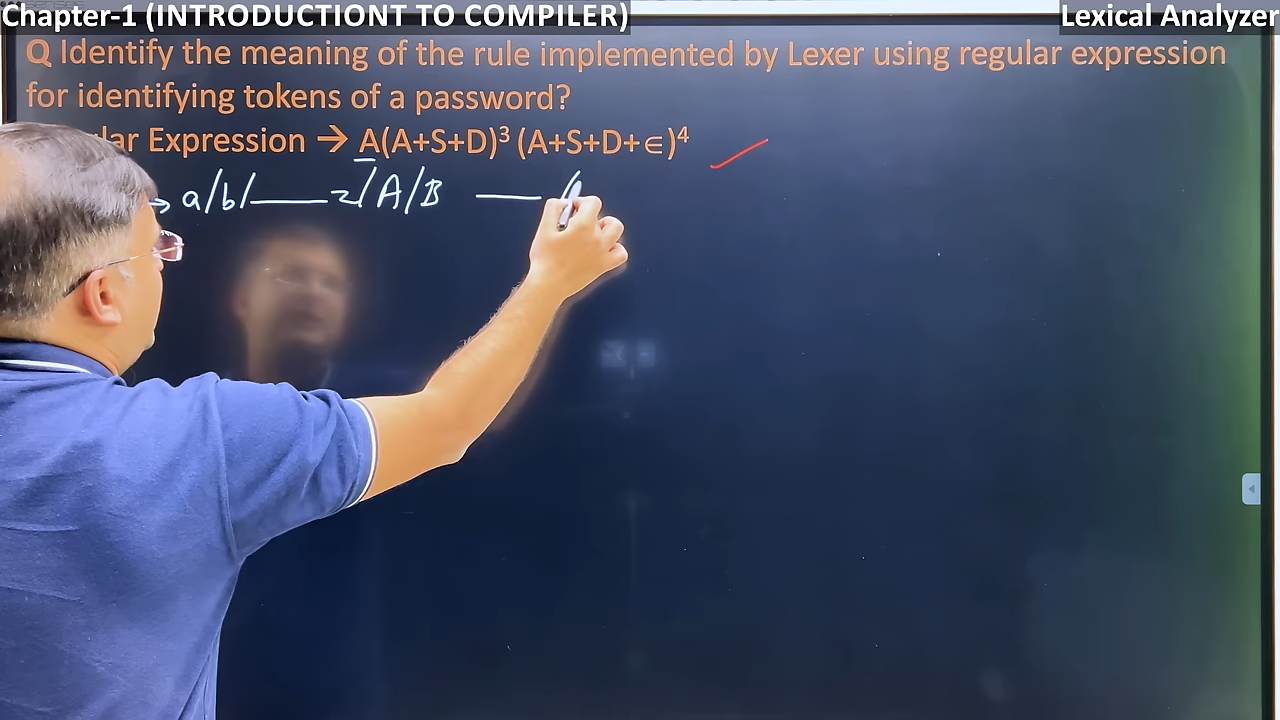 Chapter-1 (INTRODUCTIONT TO COMPILER)
Lexical Analyzer
Q Identify the meaning of the rule implemented by Lexer using regular expression
for identifying tokens of a password?
Expression → A(A+S+D)³ (A+S+D+∈)⁴
→ a/b/——z/A/B ——